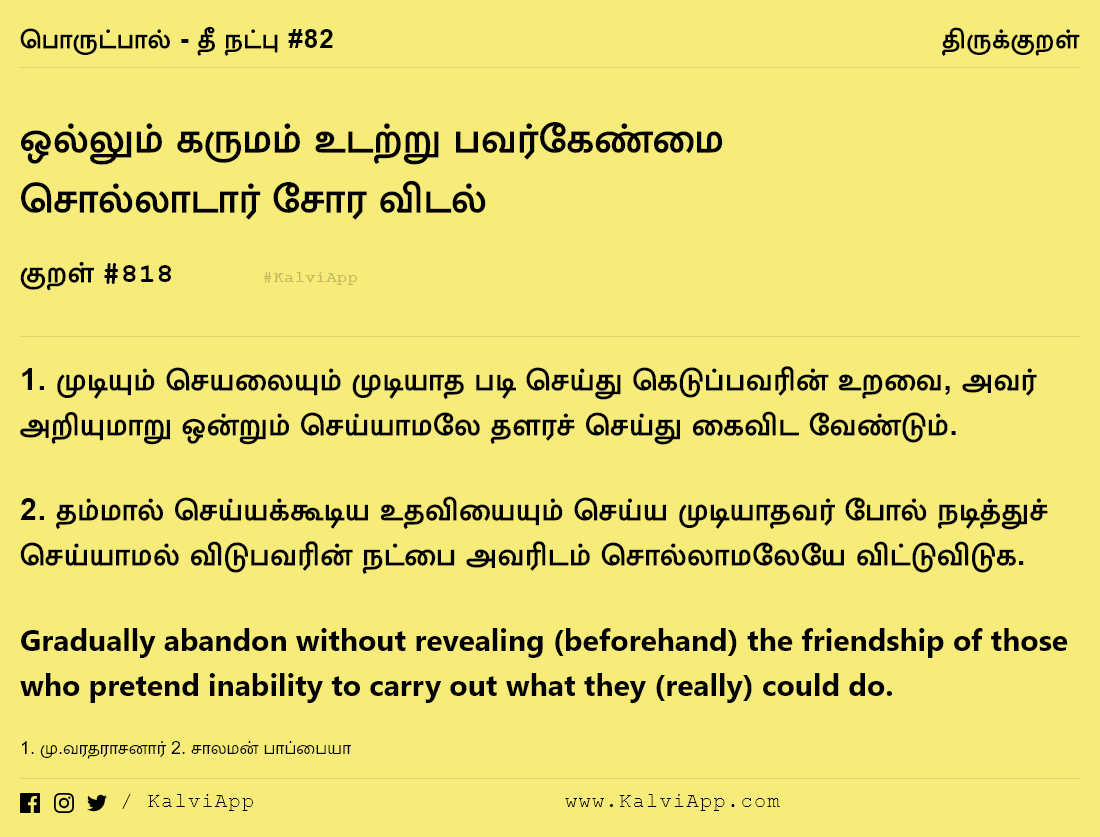 பொருட்பால் - தீ நட்பு #82 திருக்குறள்
ஒல்லும் கருமம் உடற்று பவர்கேண்மை
சொல்லாடார் சோர விடல்
குறள் #818 #KalviApp
1. முடியும் செயலையும் முடியாத படி செய்து கெடுப்பவரின் உறவை, அவர்
அறியுமாறு ஒன்றும் செய்யாமலே தளரச் செய்து கைவிட வேண்டும்.
2. தம்மால் செய்யக்கூடிய உதவியையும் செய்ய முடியாதவர் போல் நடித்துச்
செய்யாமல் விடுபவரின் நட்பை அவரிடம் சொல்லாமலேயே விட்டுவிடுக.
Gradually abandon without revealing (beforehand) the friendship of those
who pretend inability to carry out what they (really) could do.
1. மு.வரதராசனார் 2. சாலமன் பாப்பையா
/ KalviApp www.KalviApp.com